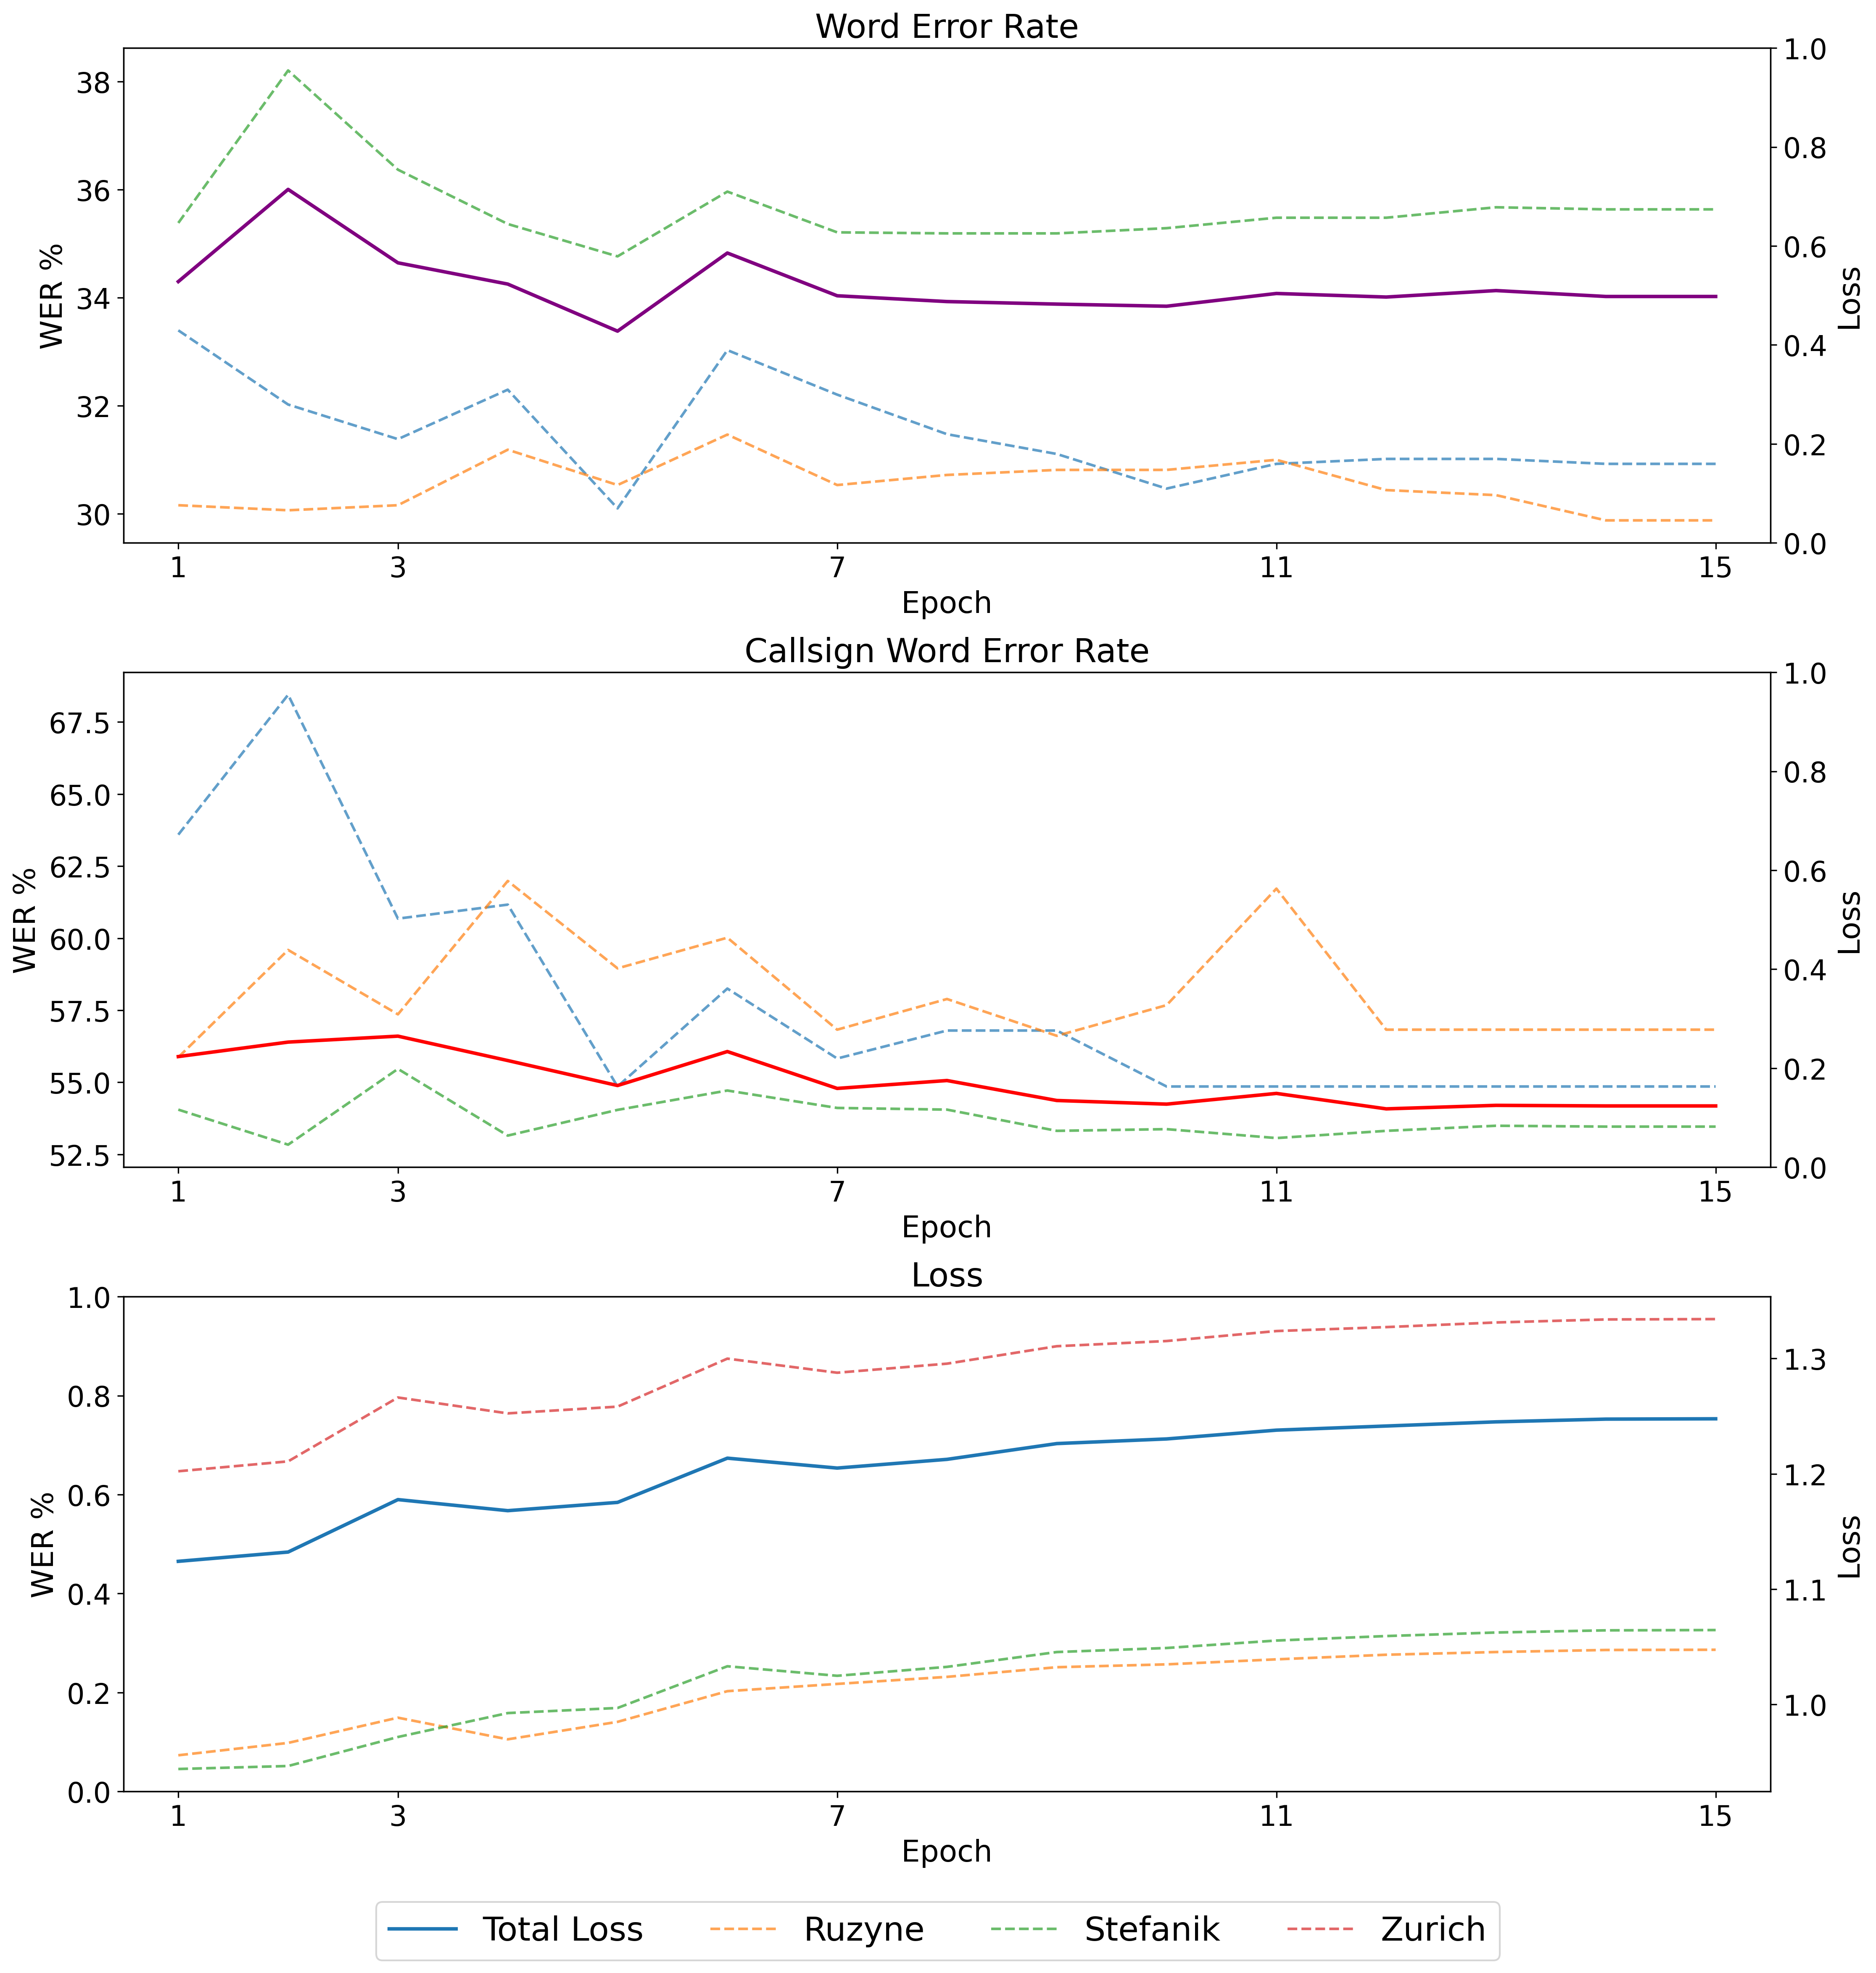 Word Error Rate
38
36
34
32
30
WER %
1.0
0.8
0.6
0.4
0.2
0.0
Loss
1 3 7 11 15
Epoch
Callsign Word Error Rate
67.5
65.0
62.5
60.0
57.5
55.0
52.5
WER %
1.0
0.8
0.6
0.4
0.2
0.0
Loss
1 3 7 11 15
Epoch
Loss
1.0
0.8
0.6
0.4
0.2
0.0
WER %
1.3
1.2
1.1
1.0
Loss
1 3 7 11 15
Epoch
Total Loss Ruzyne Stefanik Zurich